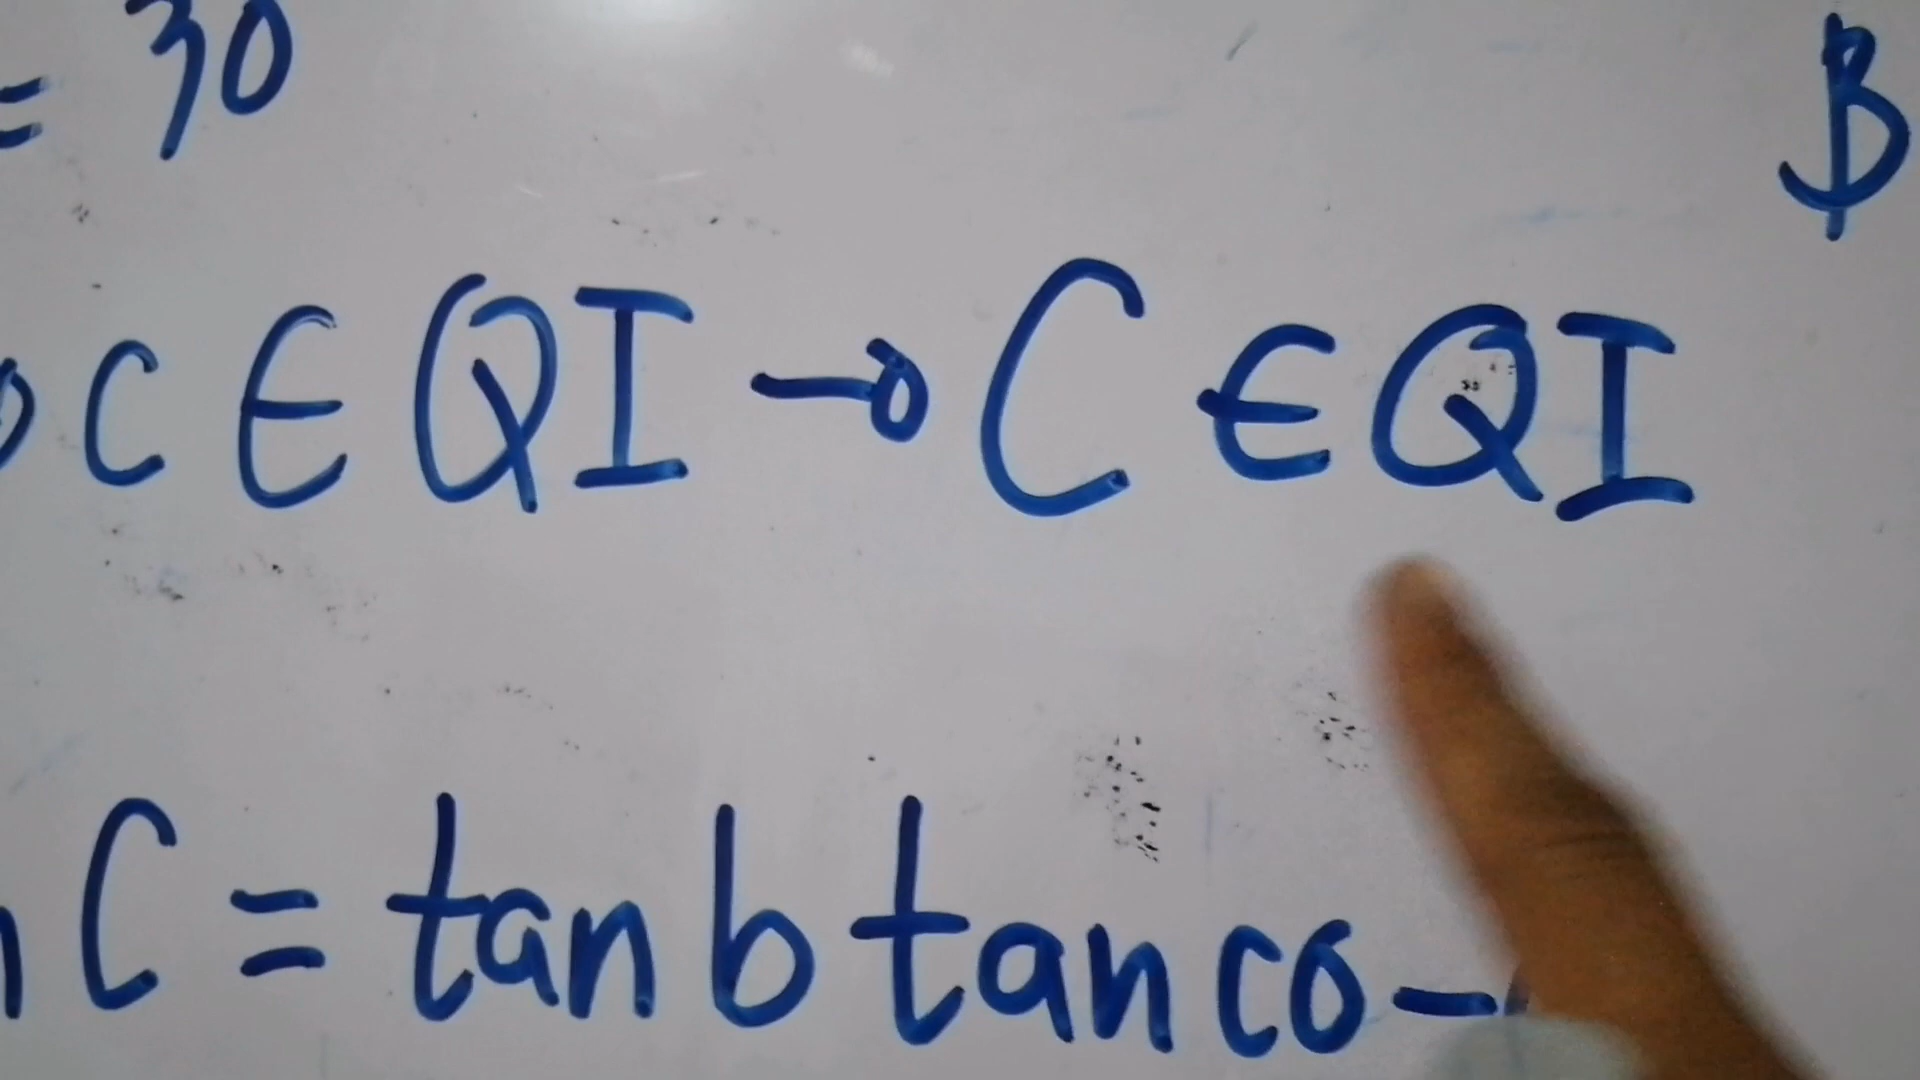 = 30
B
c ∈ QI → C ∈ QI
C = tan b tan co-